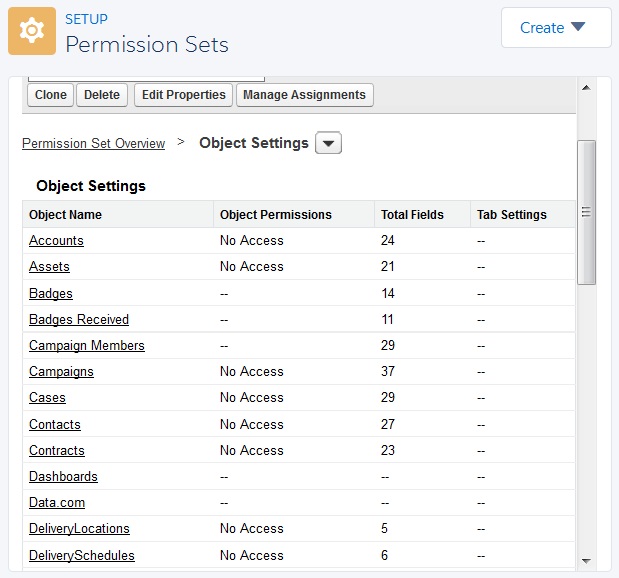 SETUP
Permission Sets
Create
Clone Delete Edit Properties Manage Assignments
Permission Set Overview > Object Settings
Object Settings
Object Name Object Permissions Total Fields Tab Settings
Accounts No Access 24 --
Assets No Access 21 --
Badges -- 14 --
Badges Received -- 11 --
Campaign Members -- 29 --
Campaigns No Access 37 --
Cases No Access 29 --
Contacts No Access 27 --
Contracts No Access 23 --
Dashboards -- -- --
Data.com -- -- --
DeliveryLocations No Access 5 --
DeliverySchedules No Access 6 --